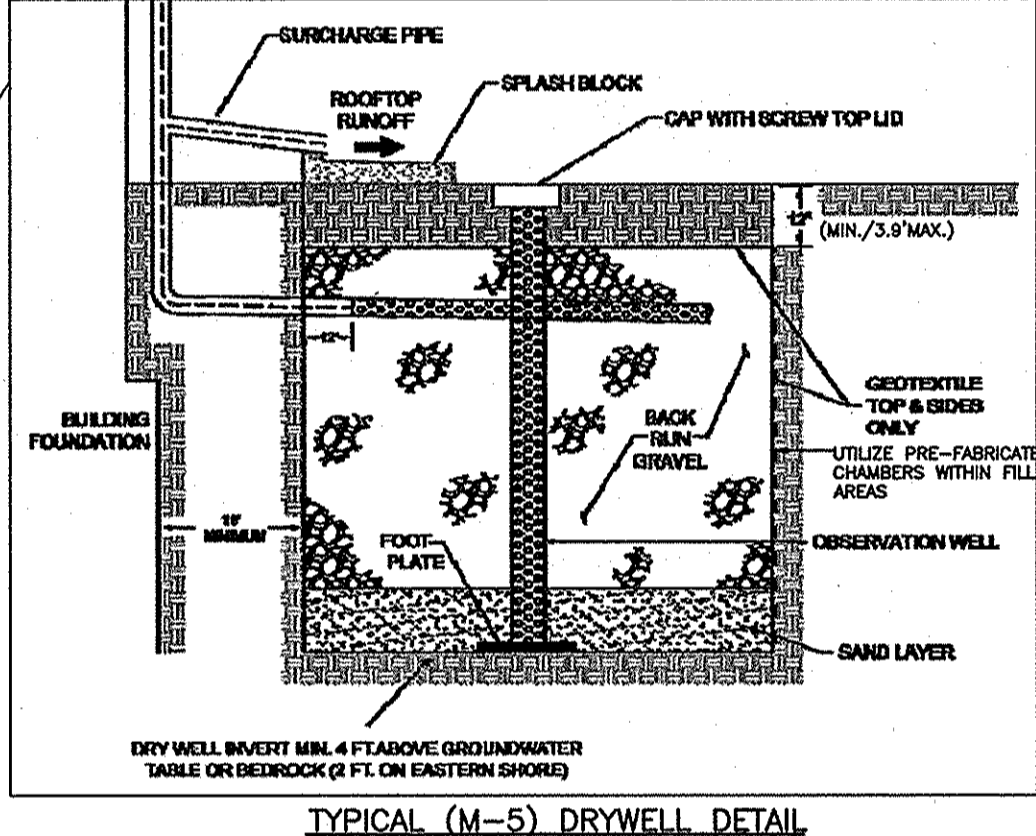 SURCHARGE PIPE
SPLASH BLOCK
ROOFTOP
RUNOFF
CAP WITH SCREW TOP LID
12"
(MIN./3.9'MAX.)
12"
BUILDING
FOUNDATION
BACK
RUN
GRAVEL
GEOTEXTILE
TOP & SIDES
ONLY
UTILIZE PRE-FABRICATE
CHAMBERS WITHIN FILL
AREAS
MINIMUM
FOOT
PLATE
OBSERVATION WELL
SAND LAYER
DRY WELL INVERT MIN. 4 FT.ABOVE GROUNDWATER
TABLE OR BEDROCK (2 FT. ON EASTERN SHORE)
TYPICAL (M-5) DRYWELL DETAIL